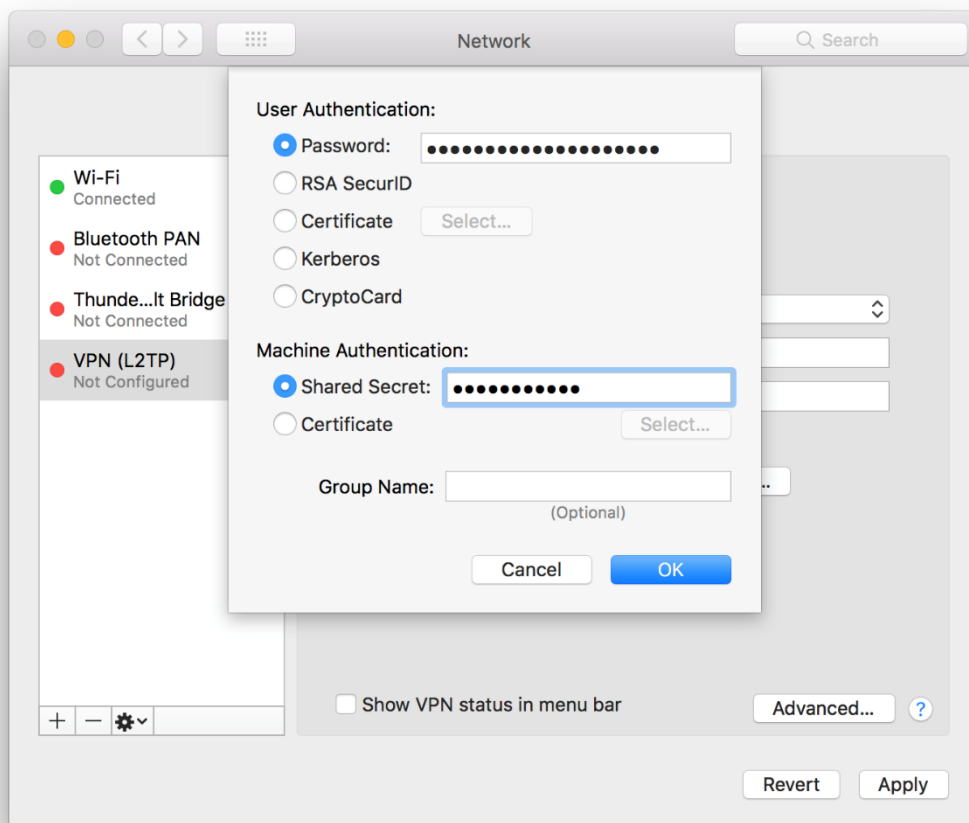 Network
Search
User Authentication:
Password: ••••••••••••••••••••
RSA SecurID
Certificate Select...
Kerberos
CryptoCard
Machine Authentication:
Shared Secret: •••••••••••
Certificate Select...
Group Name:
(Optional)
Cancel OK
Wi-Fi
Connected
Bluetooth PAN
Not Connected
Thunde...lt Bridge
Not Connected
VPN (L2TP)
Not Configured
..
Show VPN status in menu bar
Advanced... ?
Revert Apply